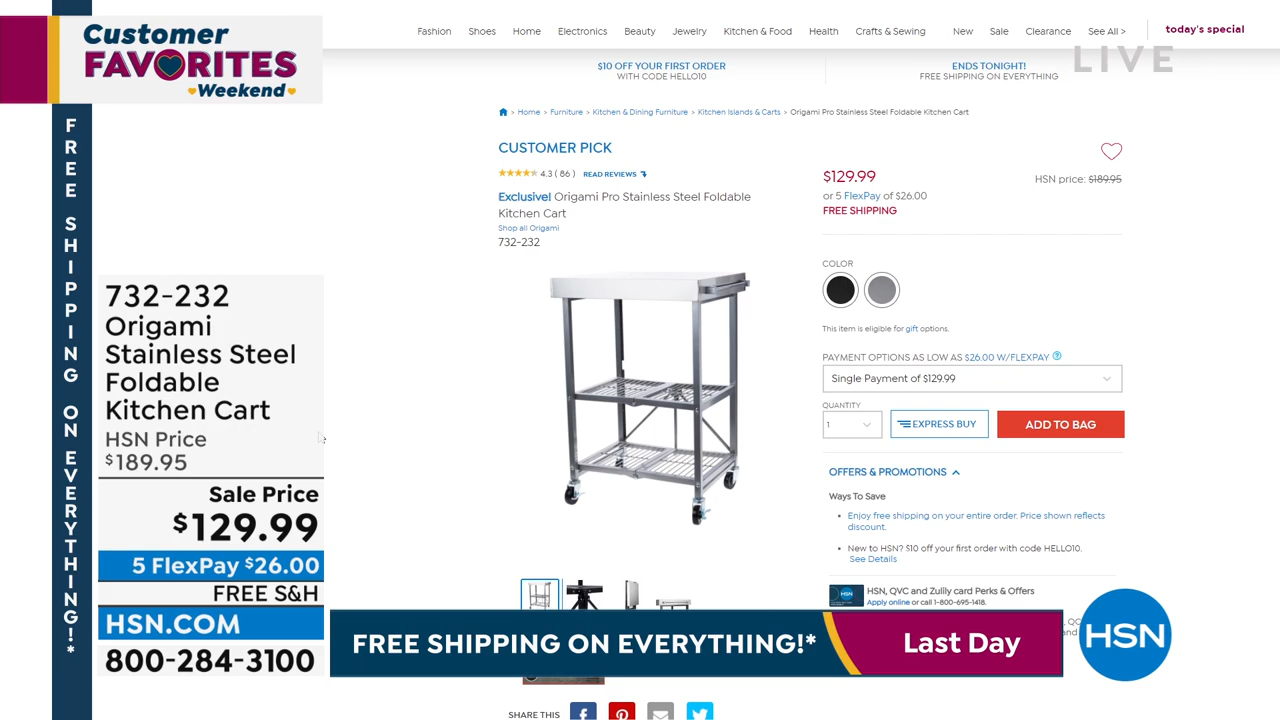 Customer
FAVORITES
Weekend
FREE SHIPPING ON EVERYTHING!*
732-232
Origami
Stainless Steel
Foldable
Kitchen Cart
HSN Price
$189.95
Sale Price
$129.99
5 FlexPay $26.00
FREE S&H
HSN.COM
800-284-3100
Fashion Shoes Home Electronics Beauty Jewelry Kitchen & Food Health Crafts & Sewing New Sale Clearance See All > today's special
LIVE
$10 OFF YOUR FIRST ORDER
WITH CODE HELLO10
ENDS TONIGHT!
FREE SHIPPING ON EVERYTHING
Home > Furniture > Kitchen & Dining Furniture > Kitchen Islands & Carts > Origami Pro Stainless Steel Foldable Kitchen Cart
CUSTOMER PICK
4.3 ( 86 ) READ REVIEWS
Exclusive! Origami Pro Stainless Steel Foldable
Kitchen Cart
Shop all Origami
732-232
$129.99
HSN price: $189.95
or 5 FlexPay of $26.00
FREE SHIPPING
COLOR
This item is eligible for gift options.
PAYMENT OPTIONS AS LOW AS $26.00 W/FLEXPAY ?
Single Payment of $129.99
QUANTITY
1
EXPRESS BUY
ADD TO BAG
OFFERS & PROMOTIONS
Ways To Save
• Enjoy free shipping on your entire order. Price shown reflects
discount.
• New to HSN? $10 off your first order with code HELLO10.
See Details
HSN
HSN, QVC and Zulily card Perks & Offers
Apply online or call 1-800-695-1418.
FREE SHIPPING ON EVERYTHING!*
Last Day
HSN
SHARE THIS